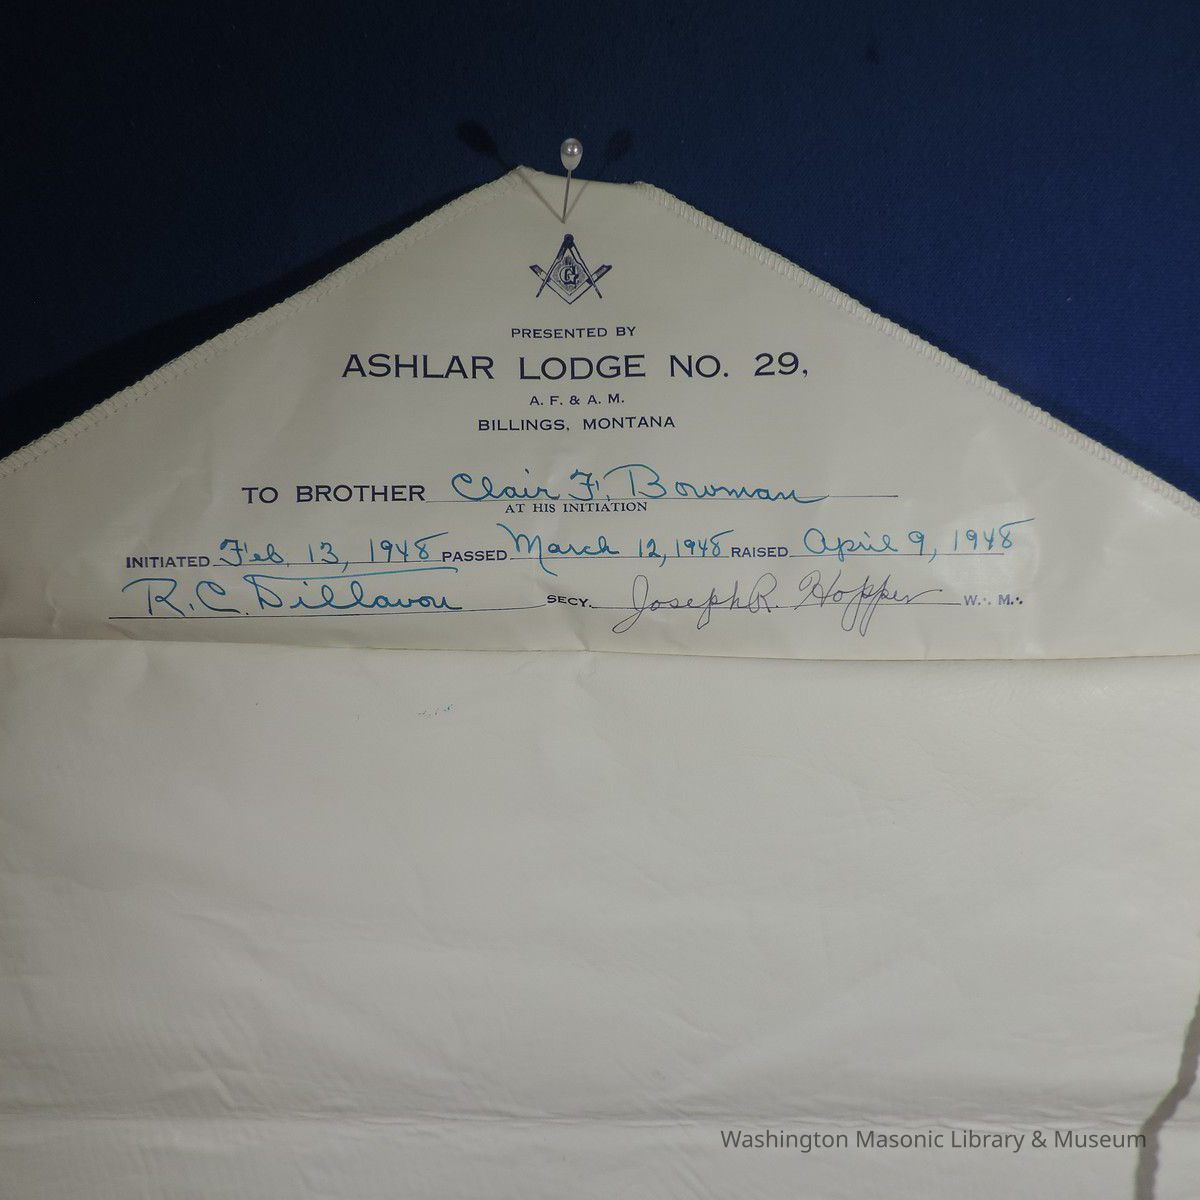 G
PRESENTED BY
ASHLAR LODGE NO. 29,
A. F. & A. M.
BILLINGS, MONTANA
TO BROTHER Clair F. Bowman
AT HIS INITIATION
INITIATED Feb. 13, 1948 PASSED March 12, 1948 RAISED April 9, 1948
R. C. Dillavou SECY. Joseph R. Hopper W∴ M∴
Washington Masonic Library & Museum